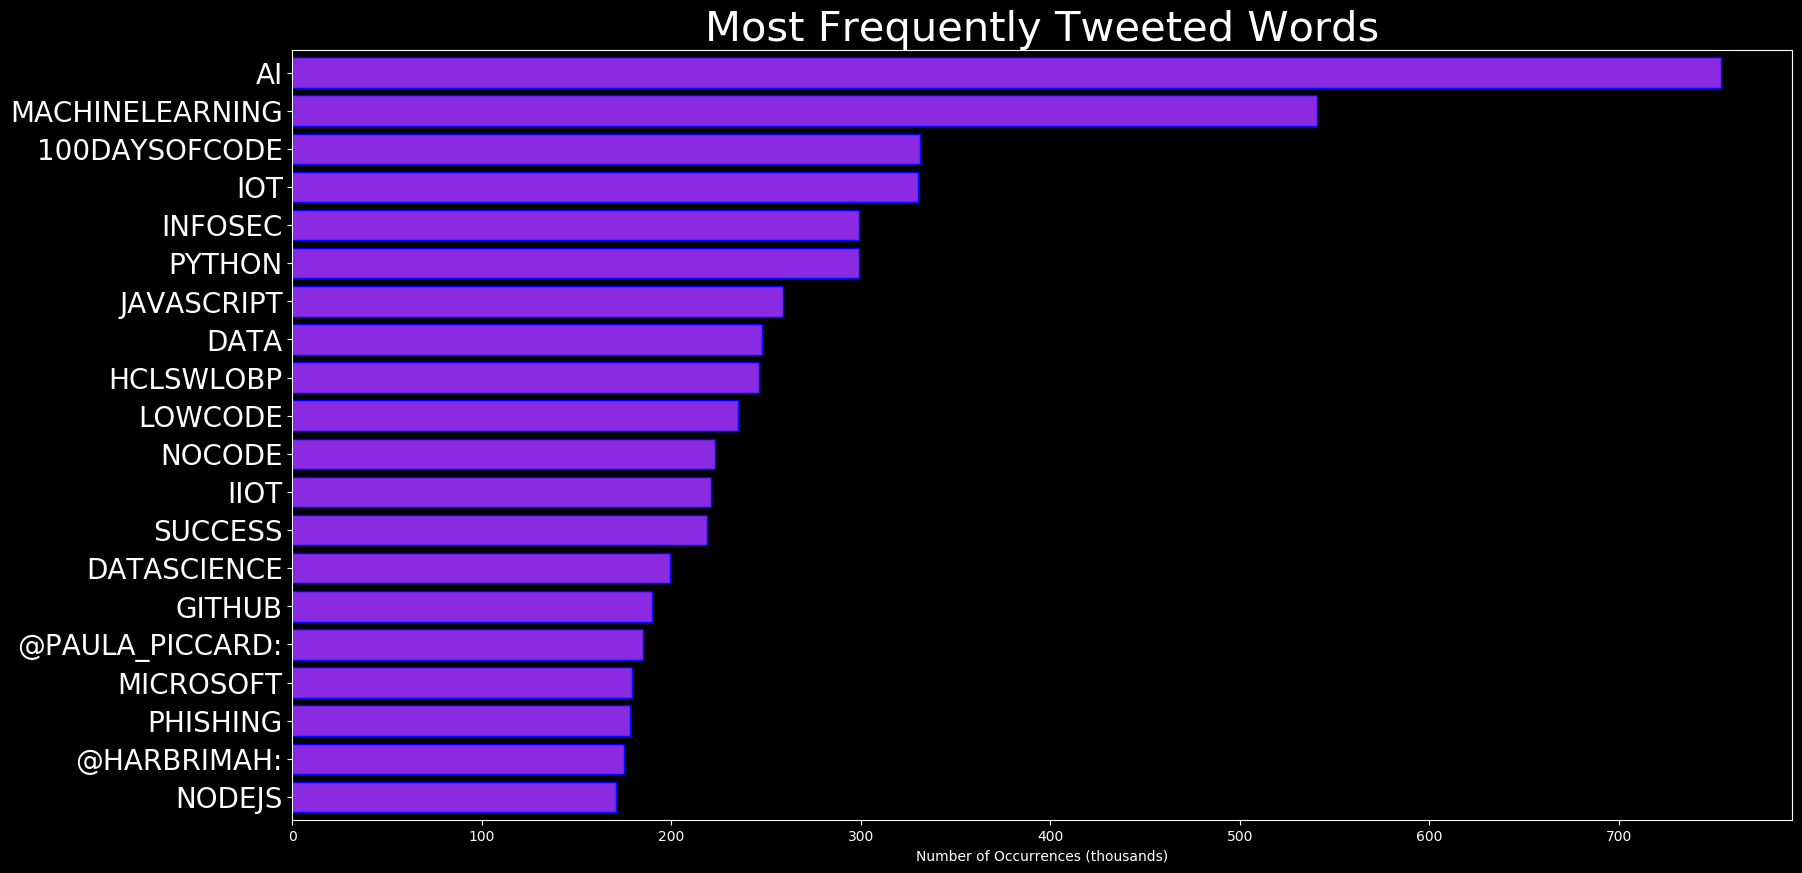 Most Frequently Tweeted Words
AI
MACHINELEARNING
100DAYSOFCODE
IOT
INFOSEC
PYTHON
JAVASCRIPT
DATA
HCLSWLOBP
LOWCODE
NOCODE
IIOT
SUCCESS
DATASCIENCE
GITHUB
@PAULA_PICCARD:
MICROSOFT
PHISHING
@HARBRIMAH:
NODEJS
0 100 200 300 400 500 600 700
Number of Occurrences (thousands)